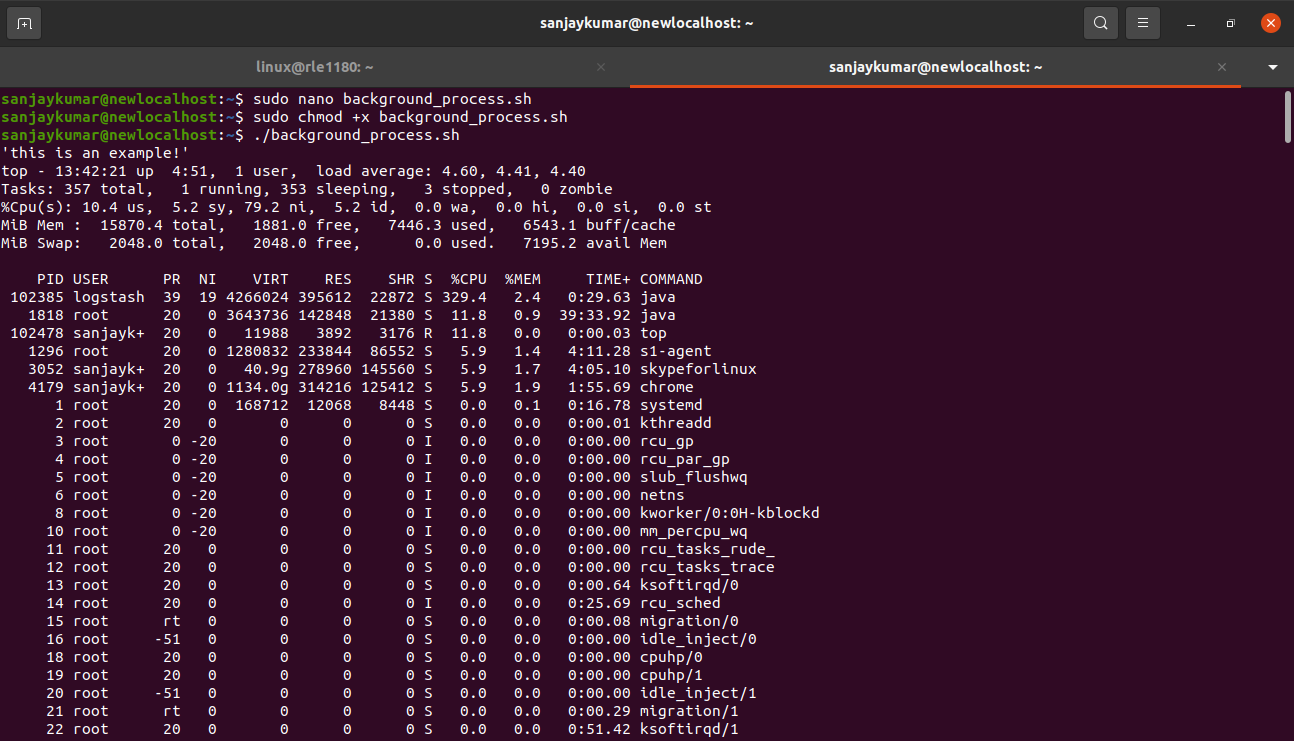 sanjaykumar@newlocalhost: ~
linux@rle1180: ~
sanjaykumar@newlocalhost: ~
sanjaykumar@newlocalhost:~$ sudo nano background_process.sh
sanjaykumar@newlocalhost:~$ sudo chmod +x background_process.sh
sanjaykumar@newlocalhost:~$ ./background_process.sh
'this is an example!'
top - 13:42:21 up  4:51,  1 user,  load average: 4.60, 4.41, 4.40
Tasks: 357 total,   1 running, 353 sleeping,   3 stopped,   0 zombie
%Cpu(s): 10.4 us,  5.2 sy, 79.2 ni,  5.2 id,  0.0 wa,  0.0 hi,  0.0 si,  0.0 st
MiB Mem :  15870.4 total,   1881.0 free,   7446.3 used,   6543.1 buff/cache
MiB Swap:   2048.0 total,   2048.0 free,      0.0 used.   7195.2 avail Mem
    PID USER      PR  NI    VIRT    RES    SHR S  %CPU  %MEM     TIME+ COMMAND
 102385 logstash  39  19 4266024 395612  22872 S 329.4   2.4   0:29.63 java
   1818 root      20   0 3643736 142848  21380 S  11.8   0.9  39:33.92 java
 102478 sanjayk+  20   0   11988   3892   3176 R  11.8   0.0   0:00.03 top
   1296 root      20   0 1280832 233844  86552 S   5.9   1.4   4:11.28 s1-agent
   3052 sanjayk+  20   0   40.9g 278960 145560 S   5.9   1.7   4:05.10 skypeforlinux
   4179 sanjayk+  20   0 1134.0g 314216 125412 S   5.9   1.9   1:55.69 chrome
      1 root      20   0  168712  12068   8448 S   0.0   0.1   0:16.78 systemd
      2 root      20   0       0      0      0 S   0.0   0.0   0:00.01 kthreadd
      3 root       0 -20       0      0      0 I   0.0   0.0   0:00.00 rcu_gp
      4 root       0 -20       0      0      0 I   0.0   0.0   0:00.00 rcu_par_gp
      5 root       0 -20       0      0      0 I   0.0   0.0   0:00.00 slub_flushwq
      6 root       0 -20       0      0      0 I   0.0   0.0   0:00.00 netns
      8 root       0 -20       0      0      0 I   0.0   0.0   0:00.00 kworker/0:0H-kblockd
     10 root       0 -20       0      0      0 I   0.0   0.0   0:00.00 mm_percpu_wq
     11 root      20   0       0      0      0 S   0.0   0.0   0:00.00 rcu_tasks_rude_
     12 root      20   0       0      0      0 S   0.0   0.0   0:00.00 rcu_tasks_trace
     13 root      20   0       0      0      0 S   0.0   0.0   0:00.64 ksoftirqd/0
     14 root      20   0       0      0      0 I   0.0   0.0   0:25.69 rcu_sched
     15 root      rt   0       0      0      0 S   0.0   0.0   0:00.08 migration/0
     16 root     -51   0       0      0      0 S   0.0   0.0   0:00.00 idle_inject/0
     18 root      20   0       0      0      0 S   0.0   0.0   0:00.00 cpuhp/0
     19 root      20   0       0      0      0 S   0.0   0.0   0:00.00 cpuhp/1
     20 root     -51   0       0      0      0 S   0.0   0.0   0:00.00 idle_inject/1
     21 root      rt   0       0      0      0 S   0.0   0.0   0:00.29 migration/1
     22 root      20   0       0      0      0 S   0.0   0.0   0:51.42 ksoftirqd/1